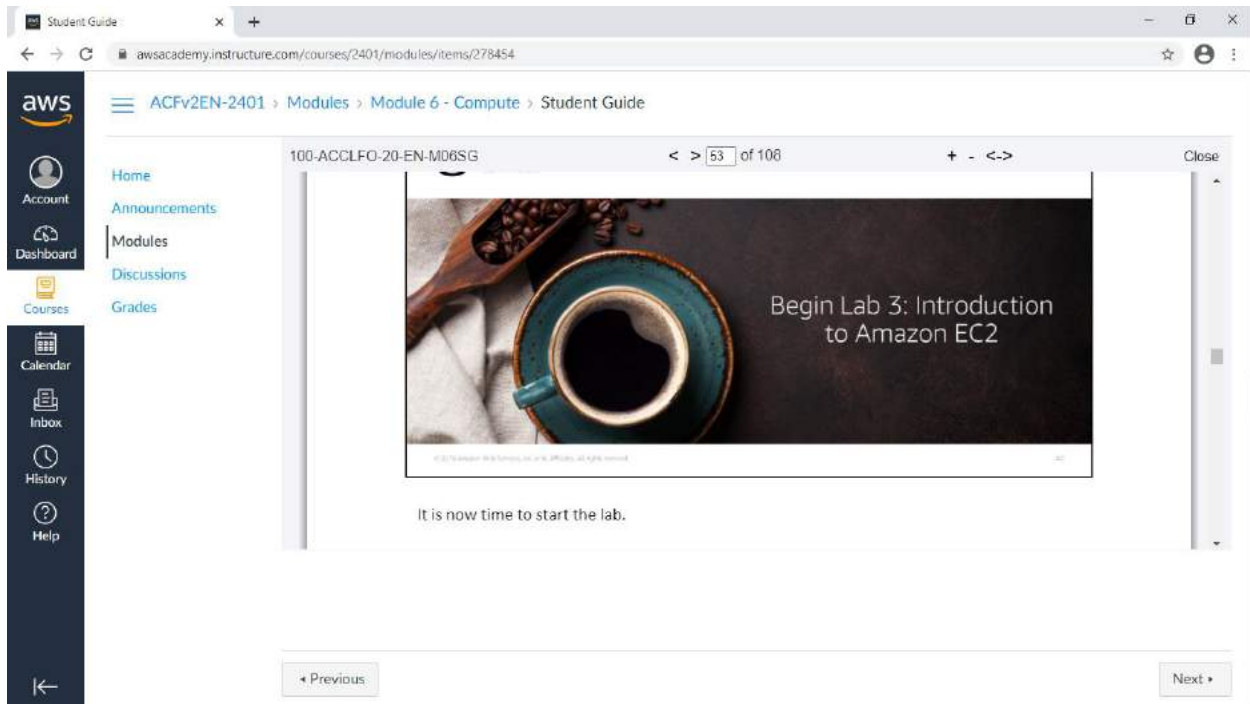 Student Guide
awsacademy.instructure.com/courses/2401/modules/items/278454
aws
ACFv2EN-2401 › Modules › Module 6 - Compute › Student Guide
Account
Dashboard
Courses
Calendar
Inbox
History
Help
Home
Announcements
Modules
Discussions
Grades
100-ACCLFO-20-EN-M06SG
< > 53 of 108
+ - <->
Close
Begin Lab 3: Introduction
to Amazon EC2
It is now time to start the lab.
◂ Previous
Next ▸